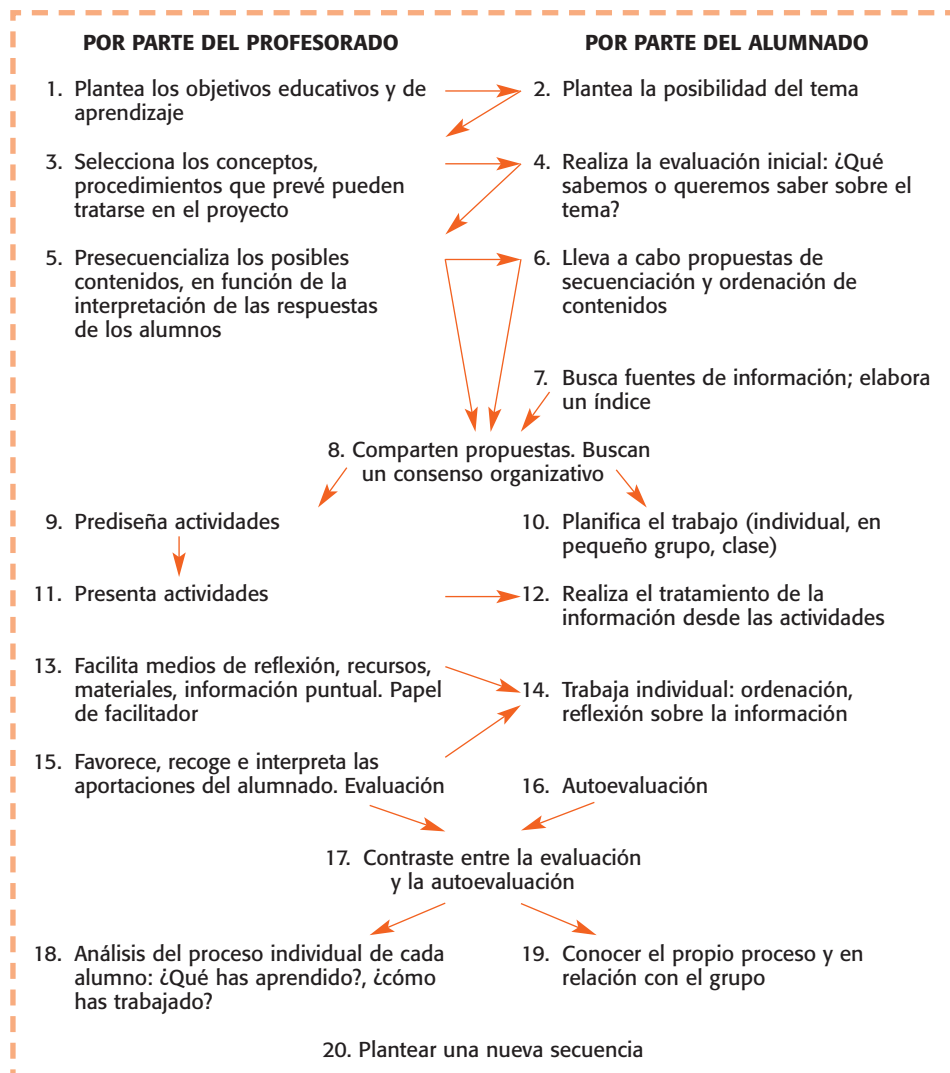 POR PARTE DEL PROFESORADO
POR PARTE DEL ALUMNADO
1. Plantea los objetivos educativos y de
aprendizaje
2. Plantea la posibilidad del tema
3. Selecciona los conceptos,
procedimientos que prevé pueden
tratarse en el proyecto
4. Realiza la evaluación inicial: ¿Qué
sabemos o queremos saber sobre el
tema?
5. Presecuencializa los posibles
contenidos, en función de la
interpretación de las respuestas
de los alumnos
6. Lleva a cabo propuestas de
secuenciación y ordenación de
contenidos
7. Busca fuentes de información; elabora
un índice
8. Comparten propuestas. Buscan
un consenso organizativo
9. Prediseña actividades
10. Planifica el trabajo (individual, en
pequeño grupo, clase)
11. Presenta actividades
12. Realiza el tratamiento de la
información desde las actividades
13. Facilita medios de reflexión, recursos,
materiales, información puntual. Papel
de facilitador
14. Trabaja individual: ordenación,
reflexión sobre la información
15. Favorece, recoge e interpreta las
aportaciones del alumnado. Evaluación
16. Autoevaluación
17. Contraste entre la evaluación
y la autoevaluación
18. Análisis del proceso individual de cada
alumno: ¿Qué has aprendido?, ¿cómo
has trabajado?
19. Conocer el propio proceso y en
relación con el grupo
20. Plantear una nueva secuencia